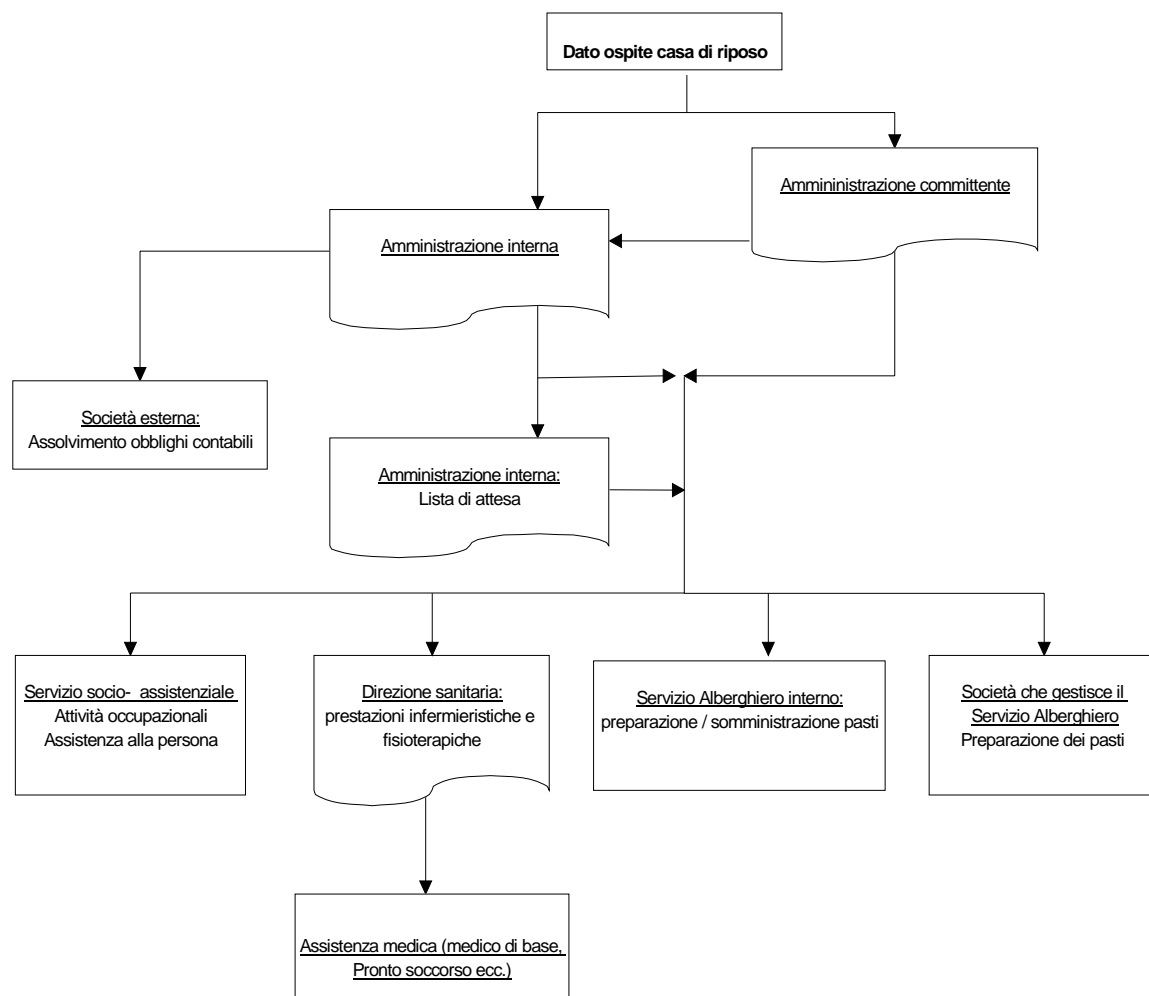 Dato ospite casa di riposo
Ammininistrazione committente
Amministrazione interna
Società esterna:
Assolvimento obblighi contabili
Amministrazione interna:
Lista di attesa
Servizio socio- assistenziale
Attività occupazionali
Assistenza alla persona
Direzione sanitaria:
prestazioni infermieristiche e
fisioterapiche
Servizio Alberghiero interno:
preparazione / somministrazione pasti
Società che gestisce il
Servizio Alberghiero
Preparazione dei pasti
Assistenza medica (medico di base,
Pronto soccorso ecc.)